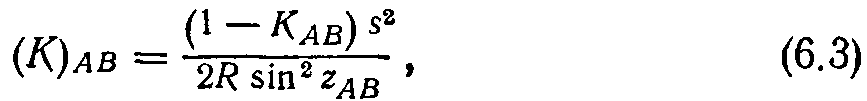 (K)_{AB} = \frac{(1 - K_{AB}) s^2}{2R \sin^2 z_{AB}}, (6.3)